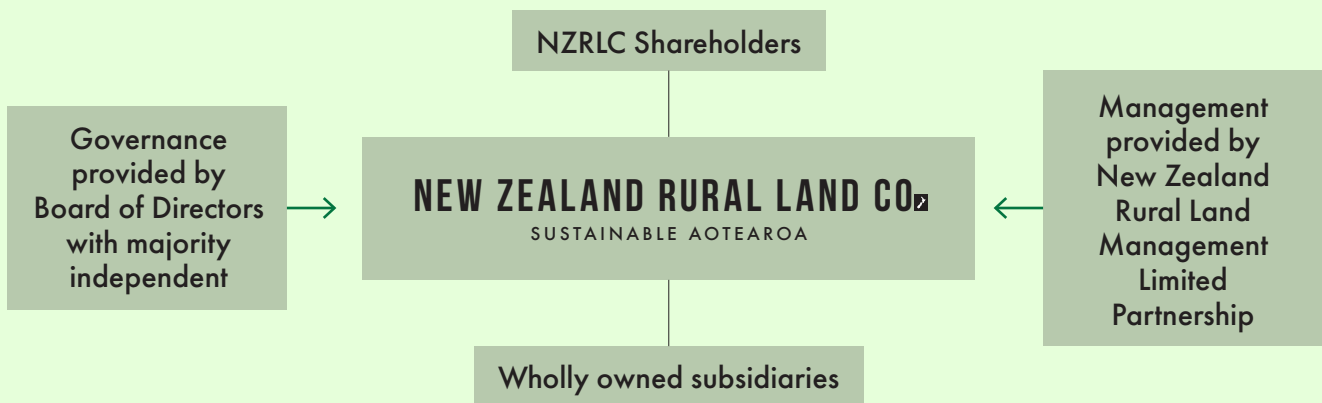 NZRLC Shareholders
Governance
provided by
Board of Directors
with majority
independent
NEW ZEALAND RURAL LAND CO
SUSTAINABLE AOTEAROA
Management
provided by
New Zealand
Rural Land
Management
Limited
Partnership
Wholly owned subsidiaries